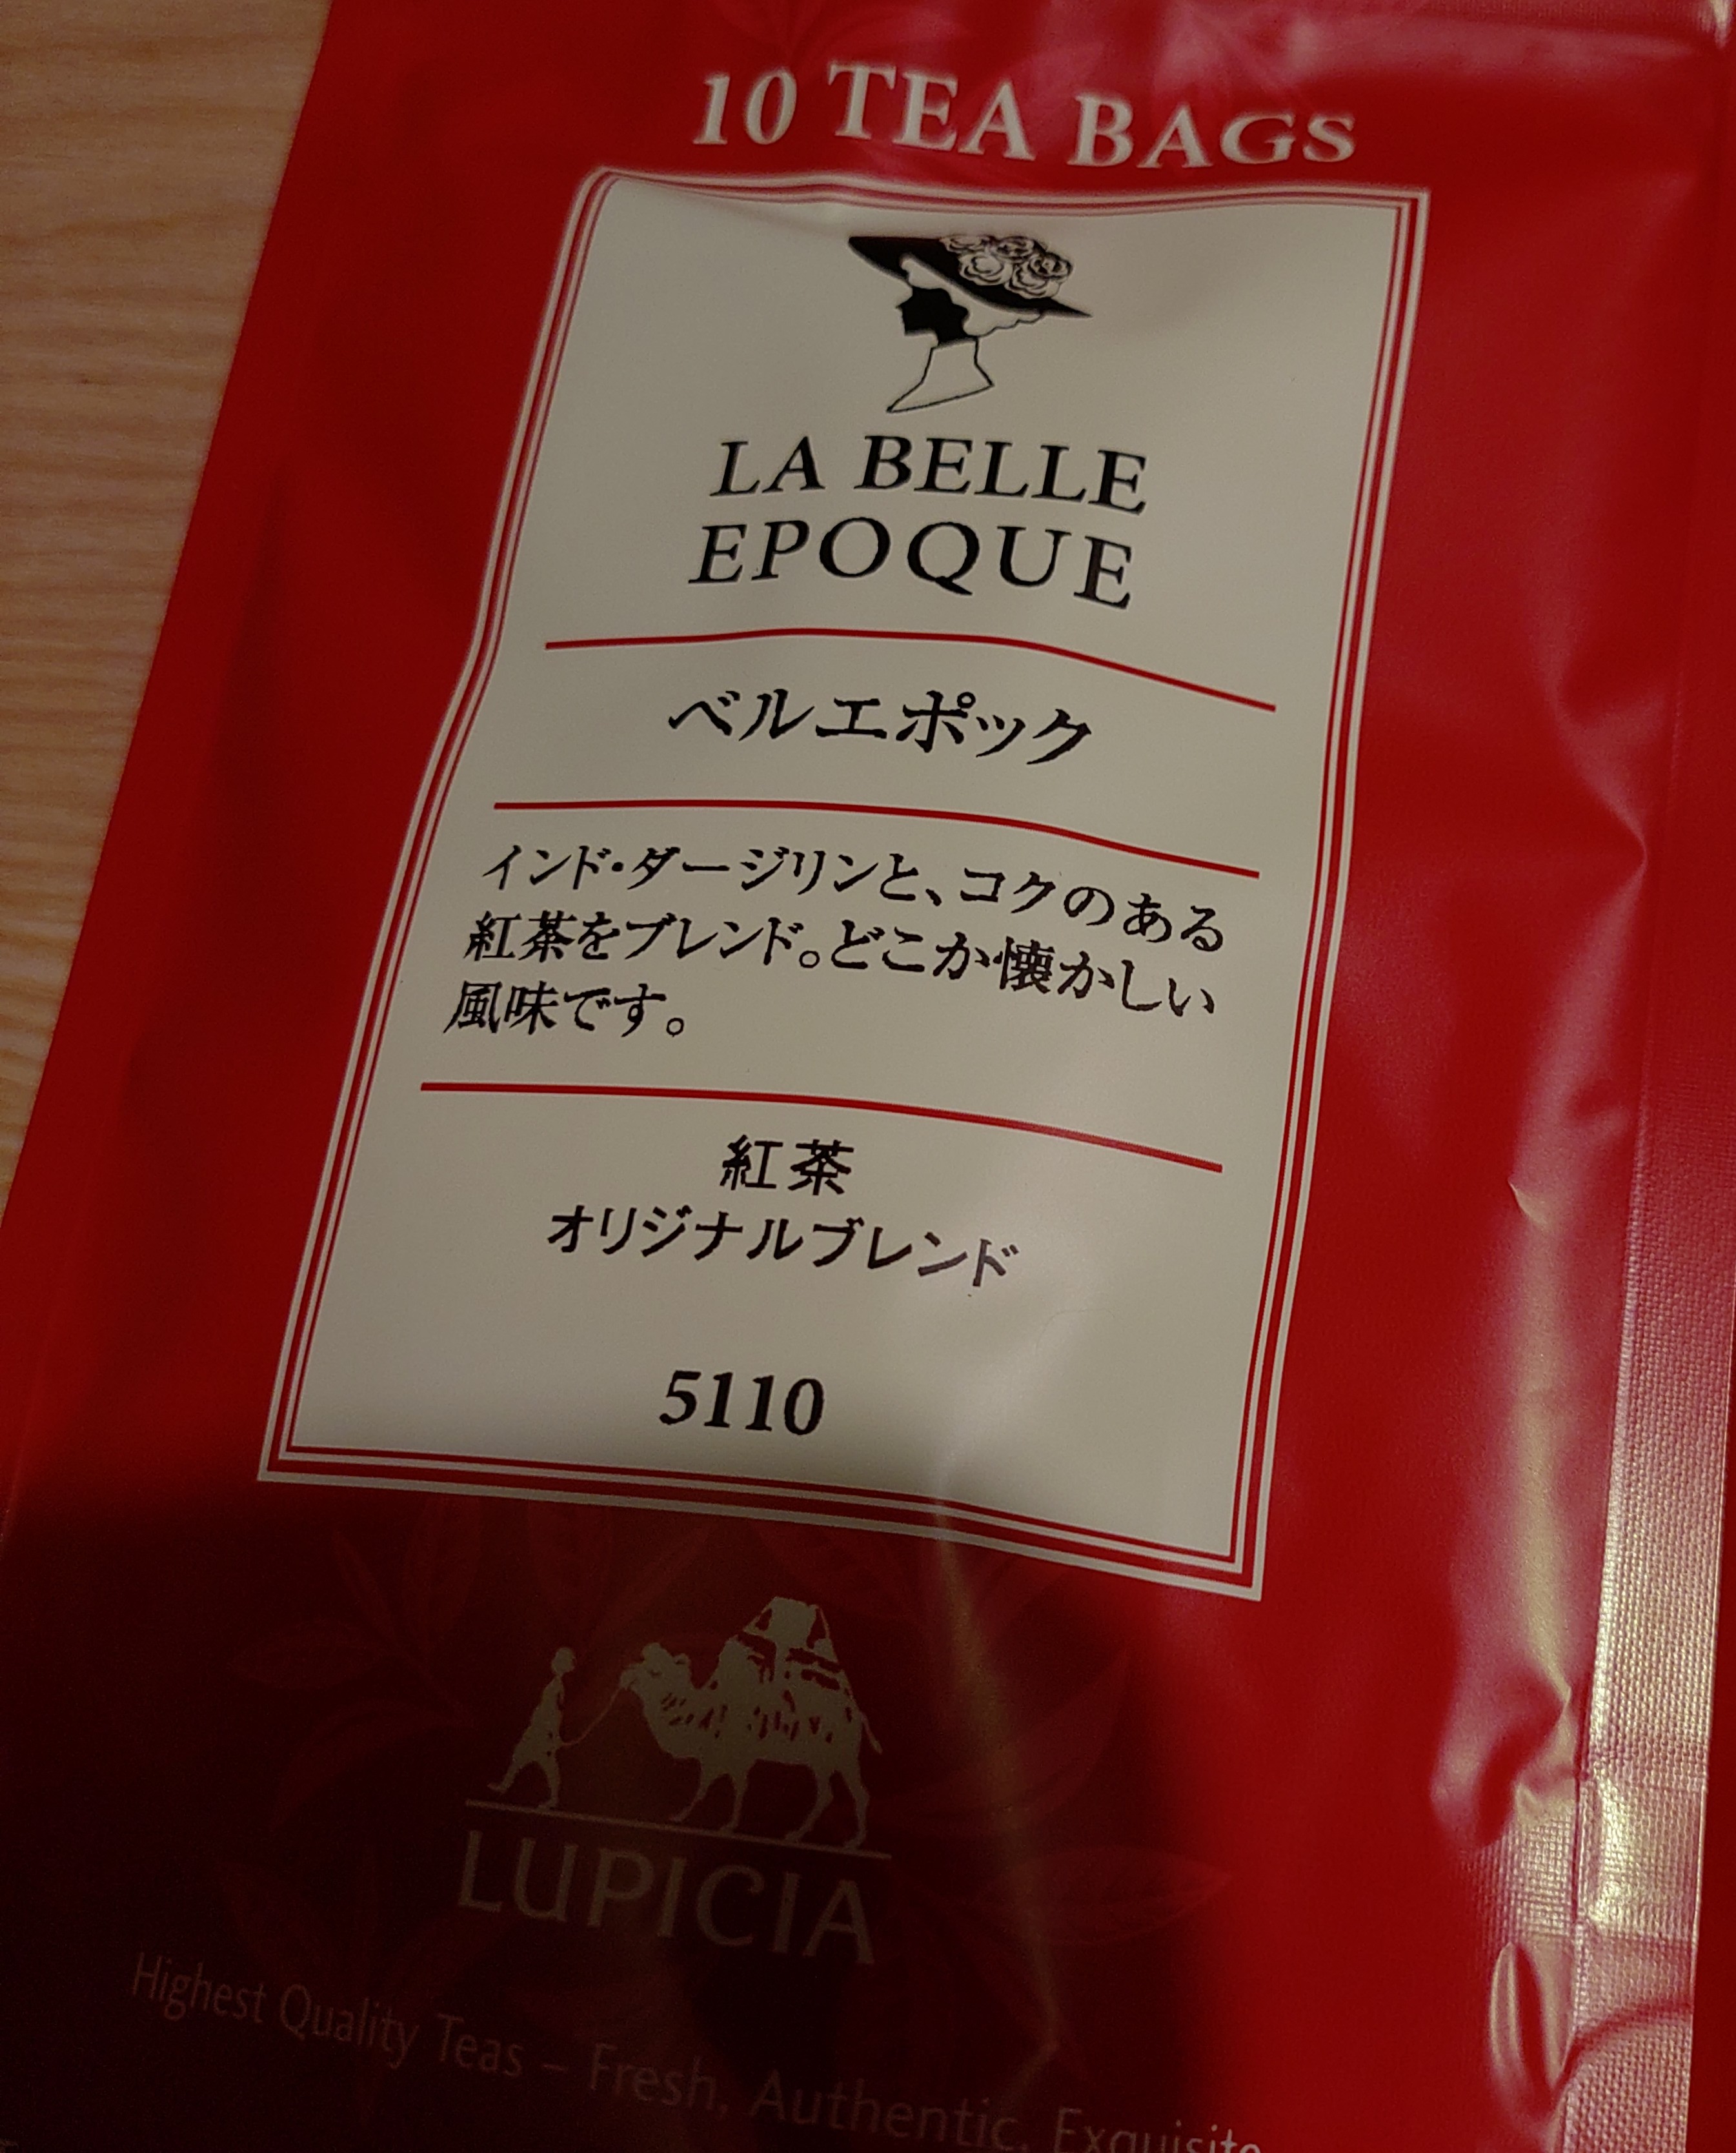 10 TEA BAGS
LA BELLE
EPOQUE
ベルエポック
インド・ダージリンと、コクのある
紅茶をブレンド。どこか懐かしい
風味です。
紅茶
オリジナルブレンド
5110
LUPICIA
Highest Quality Teas – Fresh, Authentic, Exquisite